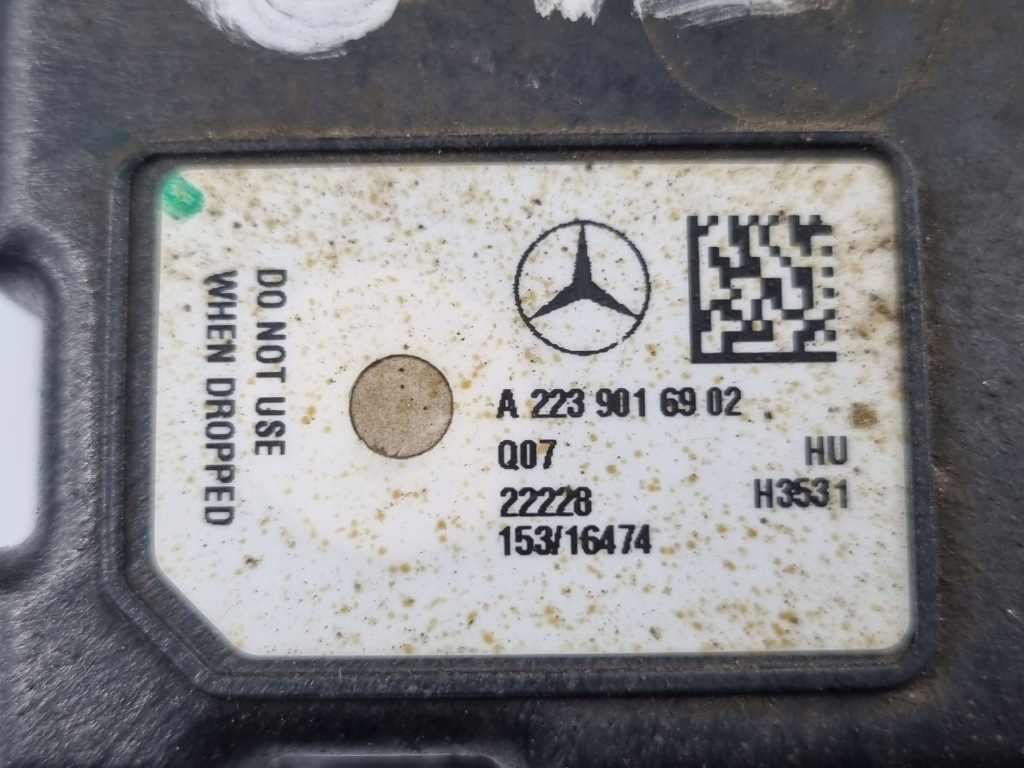 DO NOT USE
WHEN DROPPED
A 223 901 69 02
Q07
HU
22228
H3531
153/16474